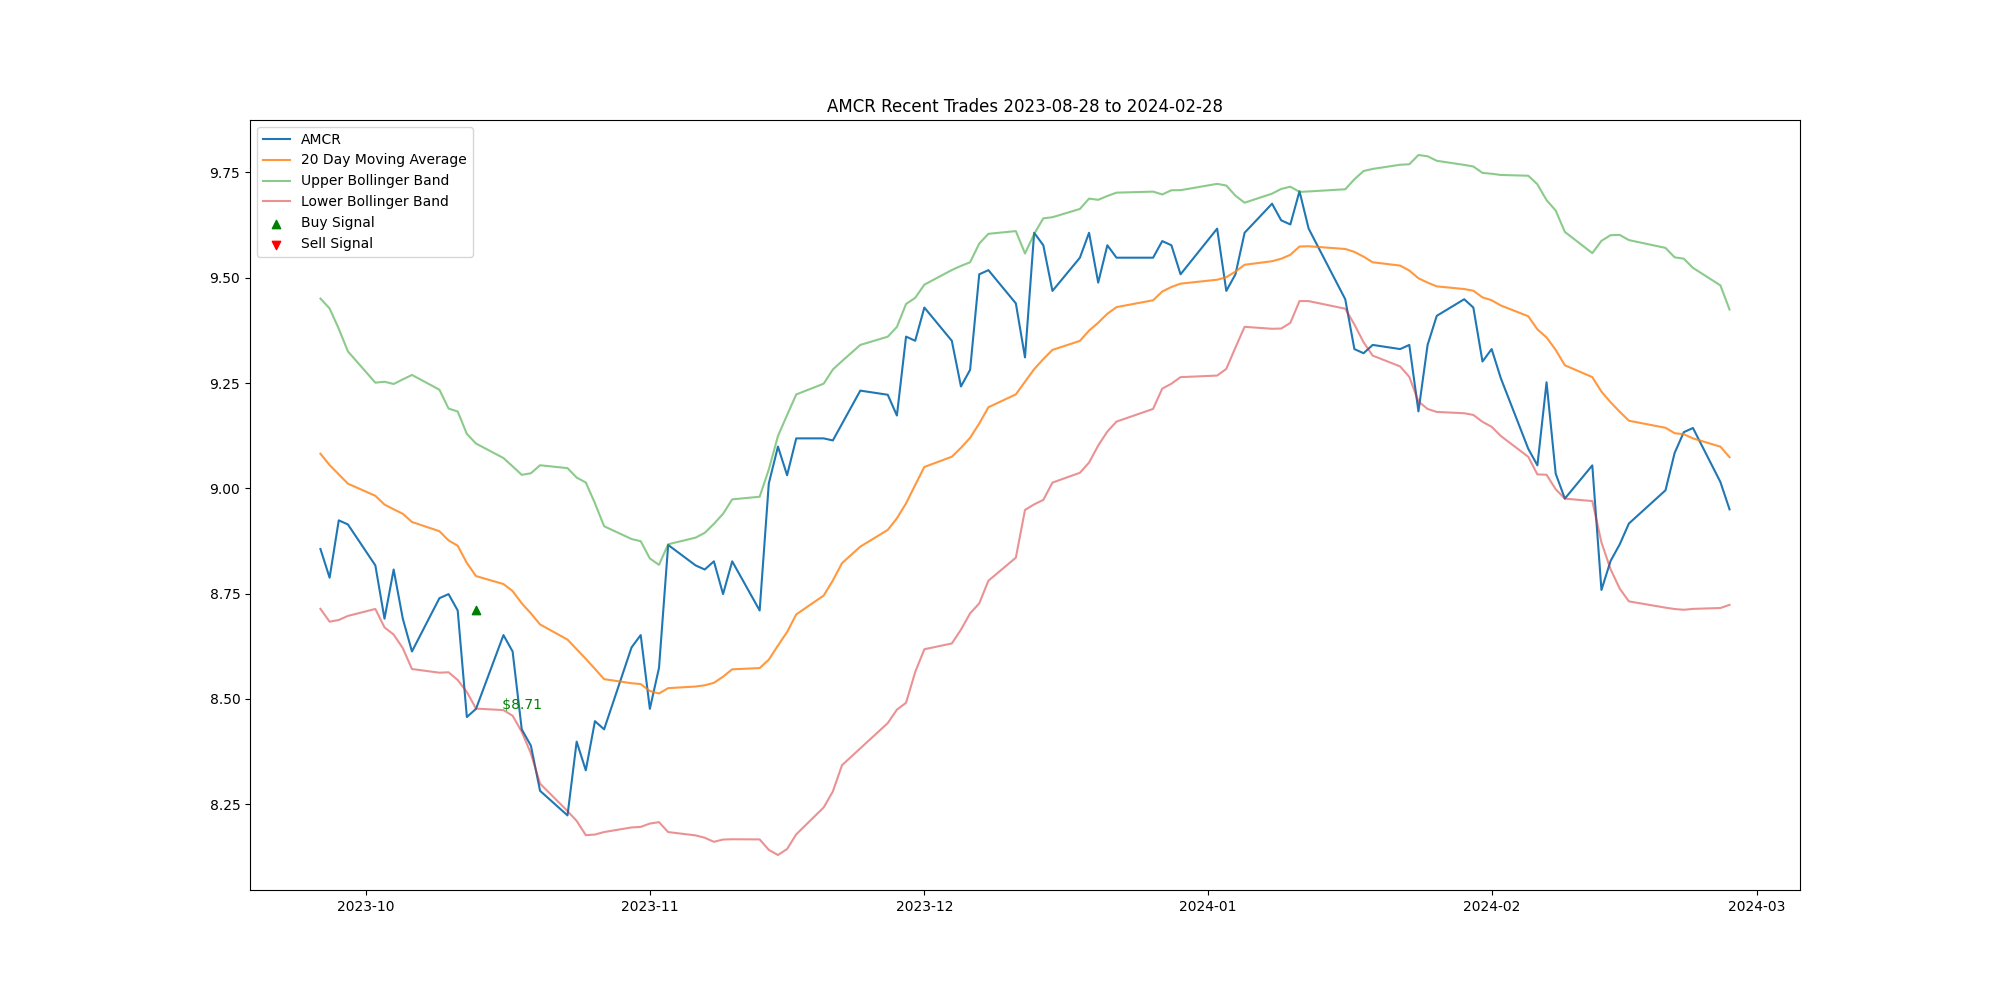 AMCR Recent Trades 2023-08-28 to 2024-02-28
AMCR
20 Day Moving Average
Upper Bollinger Band
Lower Bollinger Band
Buy Signal
Sell Signal
9.75
9.50
9.25
9.00
8.75
8.50
8.25
$8.71
2023-10
2023-11
2023-12
2024-01
2024-02
2024-03